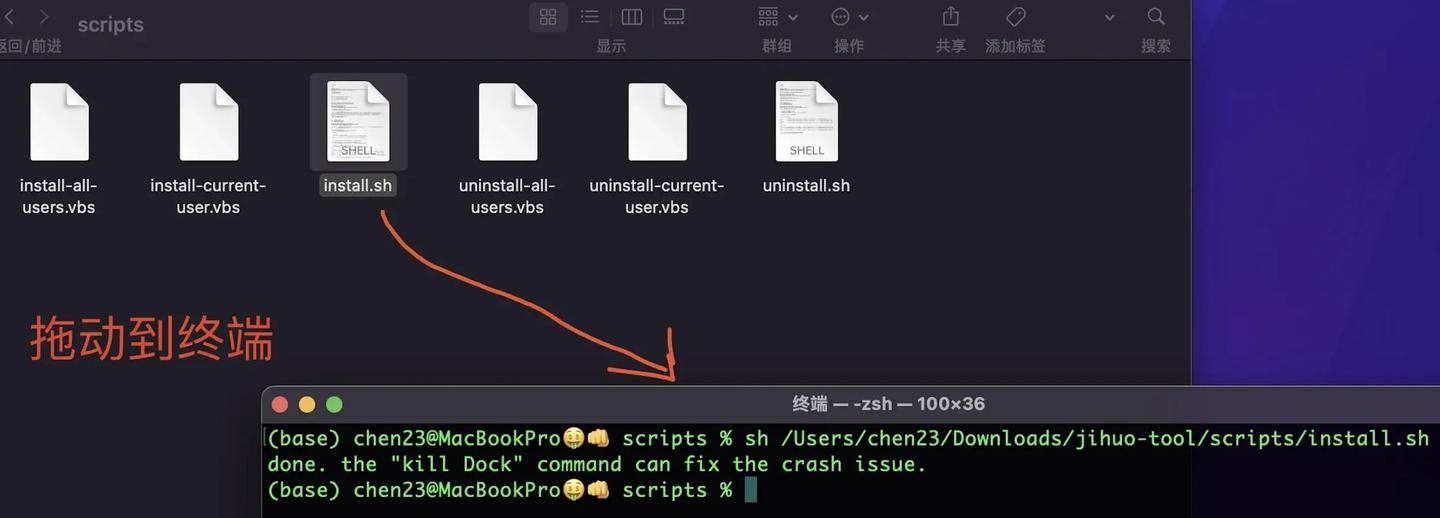 scripts
返回/前进
显示
群组
操作
共享
添加标签
搜索
install-all-
users.vbs
install-current-
user.vbs
SHELL
install.sh
uninstall-all-
users.vbs
uninstall-current-
user.vbs
SHELL
uninstall.sh
拖动到终端
终端 — -zsh — 100×36
(base) chen23@MacBookPro🤑👊 scripts % sh /Users/chen23/Downloads/jihuo-tool/scripts/install.sh
done. the "kill Dock" command can fix the crash issue.
(base) chen23@MacBookPro🤑👊 scripts %